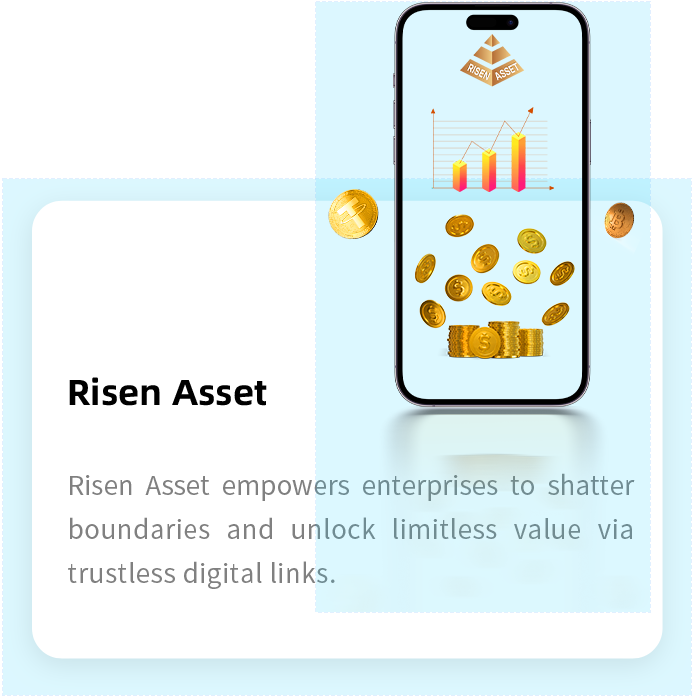 RISEN ASSET
Risen Asset
Risen Asset empowers enterprises to shatter
boundaries and unlock limitless value via
trustless digital links.